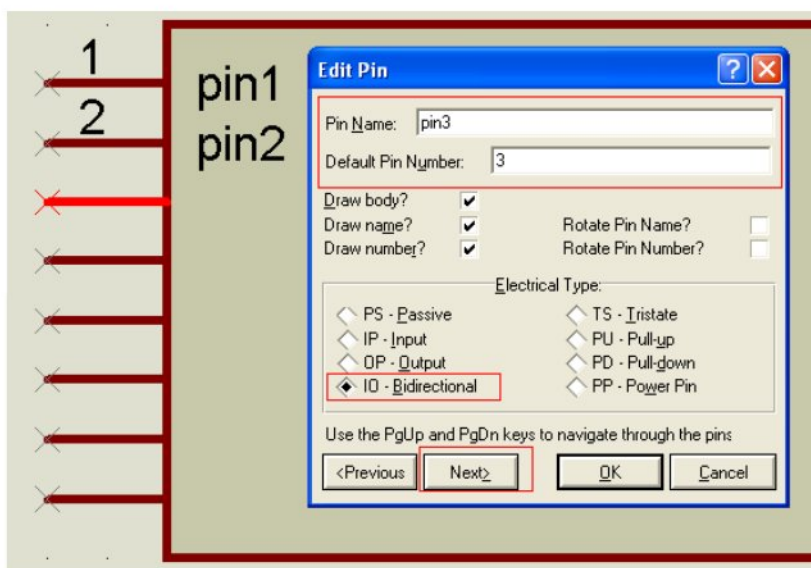 1
pin1
2
pin2
Edit Pin
Pin Name: pin3
Default Pin Number: 3
Draw body?
Draw name? Rotate Pin Name?
Draw number? Rotate Pin Number?
Electrical Type:
PS - Passive TS - Tristate
IP - Input PU - Pull-up
OP - Output PD - Pull-down
IO - Bidirectional PP - Power Pin
Use the PgUp and PgDn keys to navigate through the pins
<Previous Next> OK Cancel